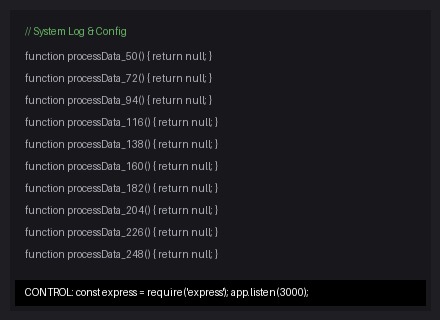 // System Log & Config
function processData_50() { return null; }
function processData_72() { return null; }
function processData_94() { return null; }
function processData_116() { return null; }
function processData_138() { return null; }
function processData_160() { return null; }
function processData_182() { return null; }
function processData_204() { return null; }
function processData_226() { return null; }
function processData_248() { return null; }
CONTROL: const express = require('express'); app.listen(3000);